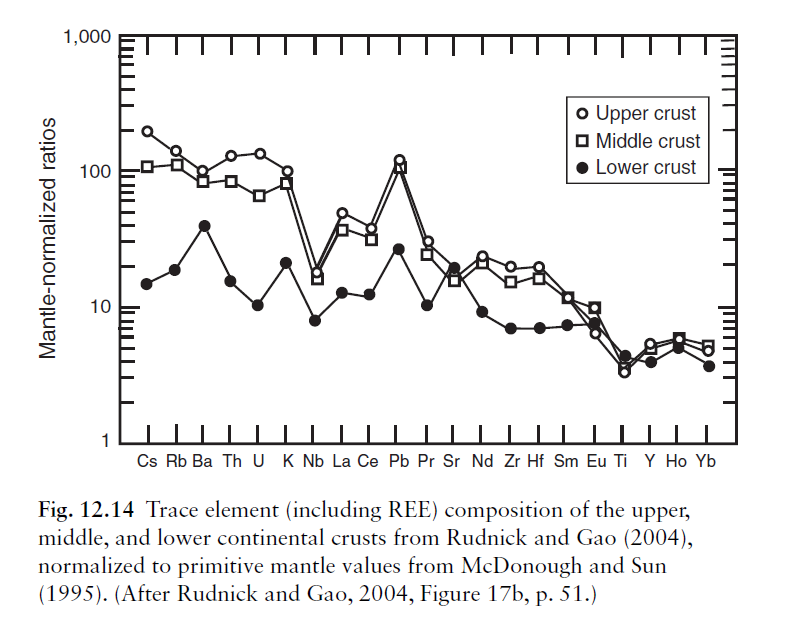 1,000
100
10
1
Mantle-normalized ratios
Upper crust
Middle crust
Lower crust
Cs Rb Ba Th U K Nb La Ce Pb Pr Sr Nd Zr Hf Sm Eu Ti Y Ho Yb
Fig. 12.14 Trace element (including REE) composition of the upper,
middle, and lower continental crusts from Rudnick and Gao (2004),
normalized to primitive mantle values from McDonough and Sun
(1995). (After Rudnick and Gao, 2004, Figure 17b, p. 51.)